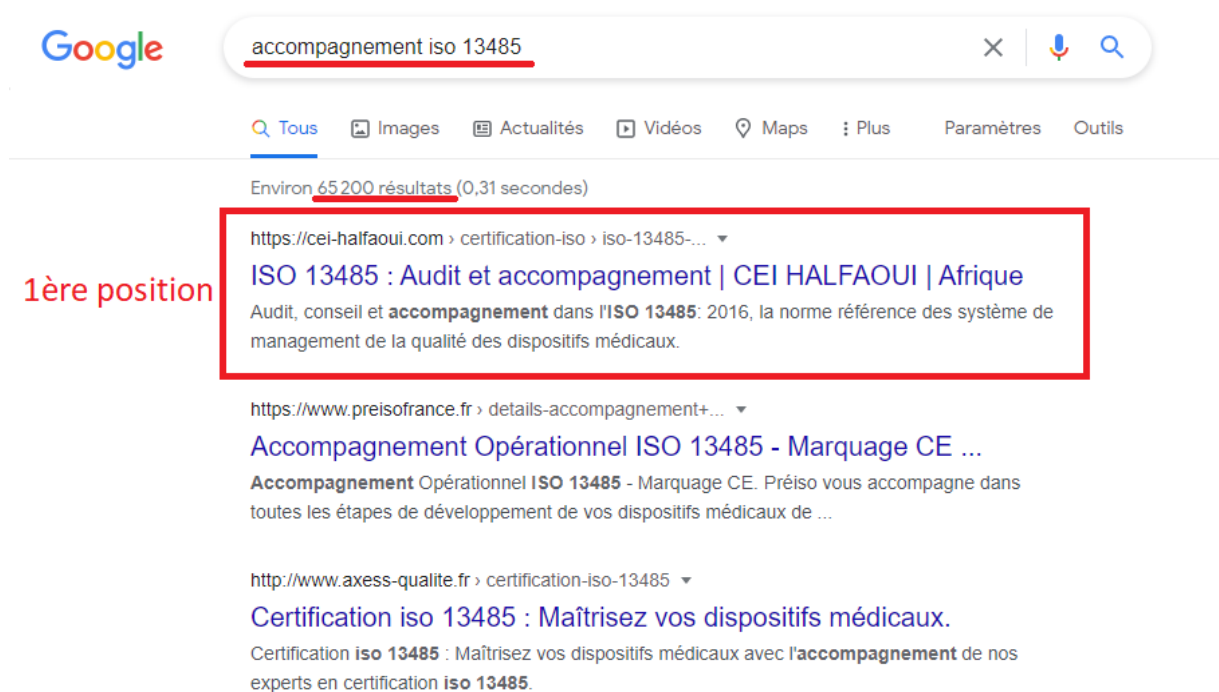 Google
accompagnement iso 13485
Tous Images Actualités Vidéos Maps Plus Paramètres Outils
Environ 65 200 résultats (0,31 secondes)
1ère position
https://cei-halfaoui.com › certification-iso › iso-13485-...
ISO 13485 : Audit et accompagnement | CEI HALFAOUI | Afrique
Audit, conseil et accompagnement dans l'ISO 13485: 2016, la norme référence des système de
management de la qualité des dispositifs médicaux.
https://www.preisofrance.fr › details-accompagnement+...
Accompagnement Opérationnel ISO 13485 - Marquage CE ...
Accompagnement Opérationnel ISO 13485 - Marquage CE. Préiso vous accompagne dans
toutes les étapes de développement de vos dispositifs médicaux de ...
http://www.axess-qualite.fr › certification-iso-13485
Certification iso 13485 : Maîtrisez vos dispositifs médicaux.
Certification iso 13485 : Maîtrisez vos dispositifs médicaux avec l'accompagnement de nos
experts en certification iso 13485.